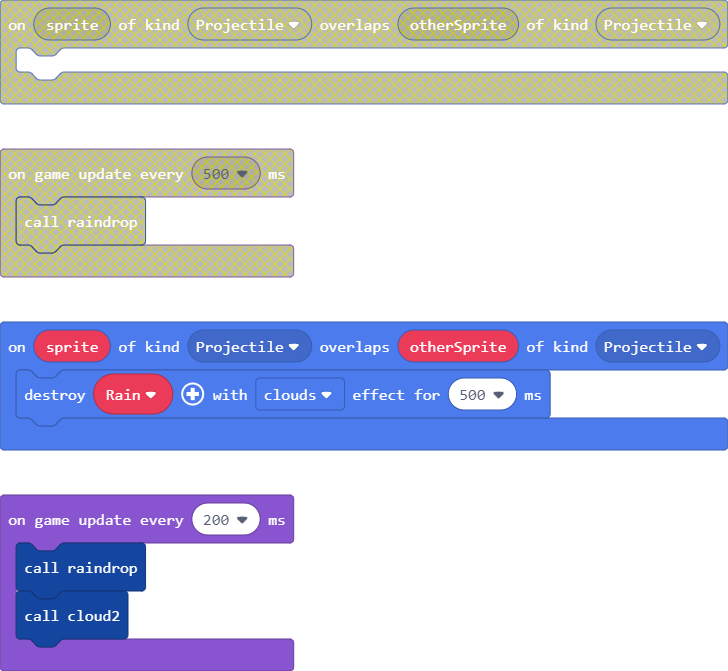 on sprite of kind Projectile overlaps otherSprite of kind Projectile
on game update every 500 ms
call raindrop
on sprite of kind Projectile overlaps otherSprite of kind Projectile
destroy Rain with clouds effect for 500 ms
on game update every 200 ms
call raindrop
call cloud2